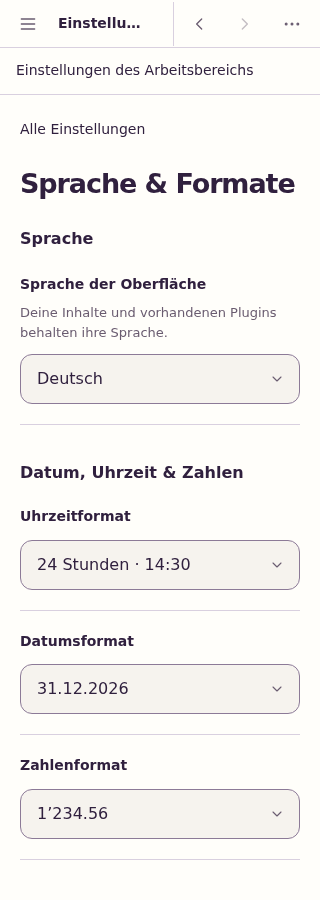 Einstellu...
Einstellungen des Arbeitsbereichs
Alle Einstellungen
Sprache & Formate
Sprache
Sprache der Oberfläche
Deine Inhalte und vorhandenen Plugins
behalten ihre Sprache.
Deutsch
Datum, Uhrzeit & Zahlen
Uhrzeitformat
24 Stunden · 14:30
Datumsformat
31.12.2026
Zahlenformat
1’234.56